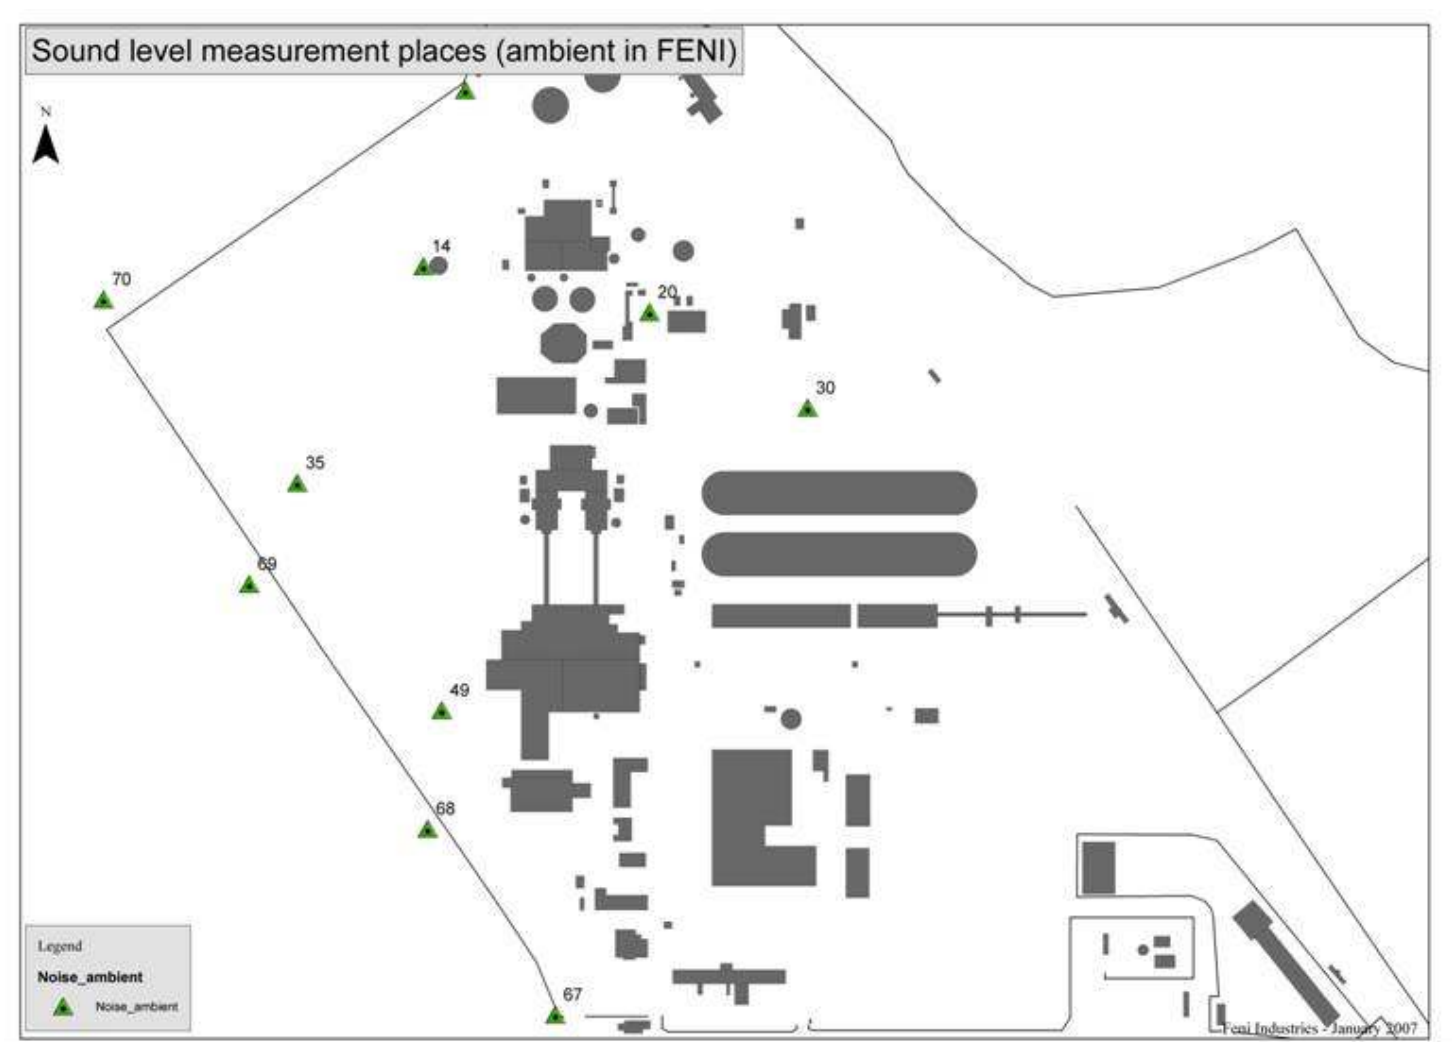 Sound level measurement places (ambient in FENI)
N
14
70
20
30
35
69
49
68
67
Legend
Noise_ambient
Noise_ambient
Feni Industries - January 2007